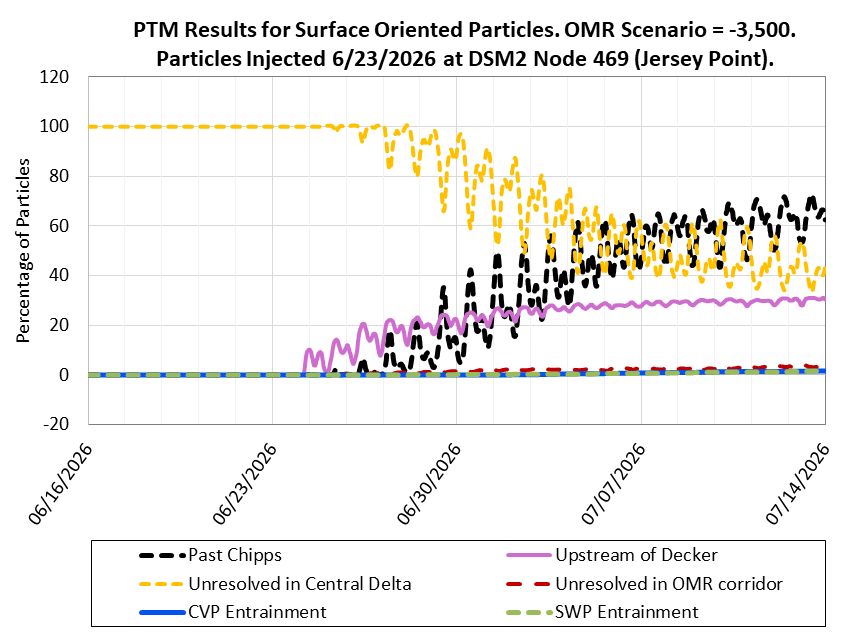 PTM Results for Surface Oriented Particles. OMR Scenario = -3,500.
Particles Injected 6/23/2026 at DSM2 Node 469 (Jersey Point).
120
100
80
60
40
20
0
-20
Percentage of Particles
06/16/2026
06/23/2026
06/30/2026
07/07/2026
07/14/2026
Past Chipps
Upstream of Decker
Unresolved in Central Delta
Unresolved in OMR corridor
CVP Entrainment
SWP Entrainment